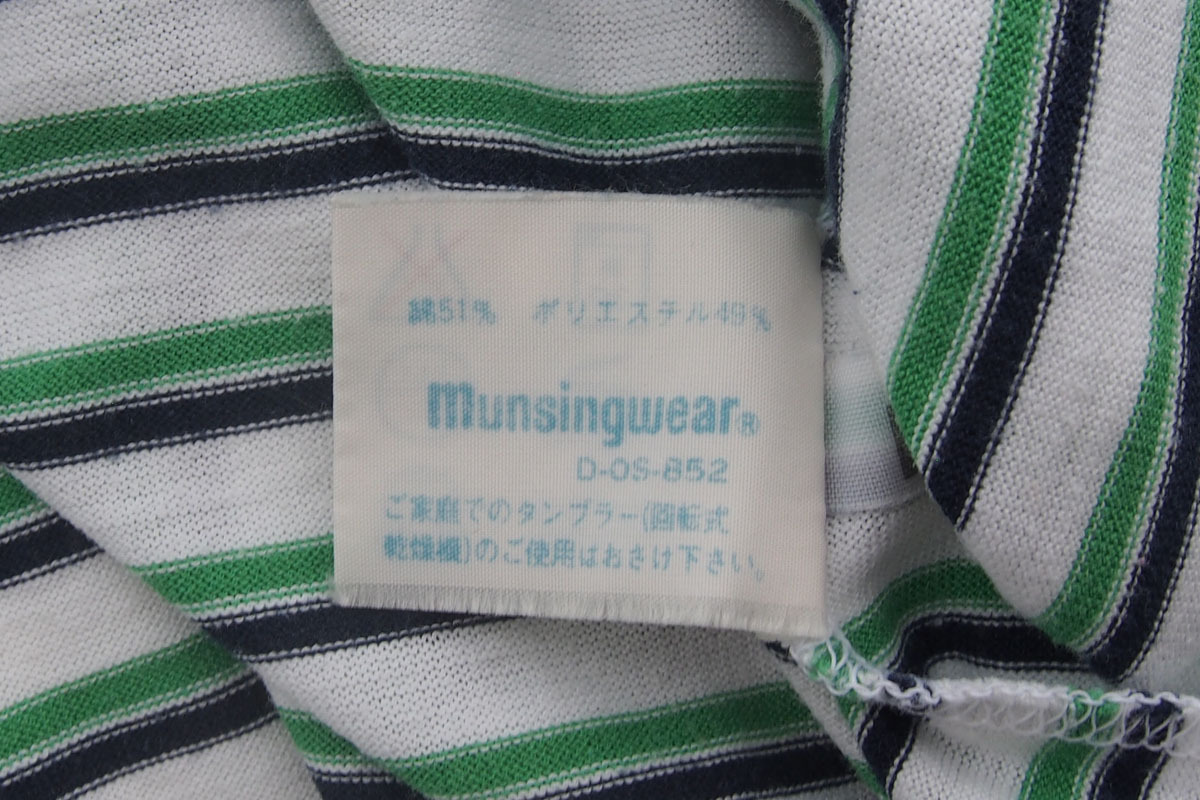 綿51% ポリエステル49%
munsingwear®
D-OS-852
ご家庭でのタンブラー(回転式
乾燥機)のご使用はおさけ下さい。